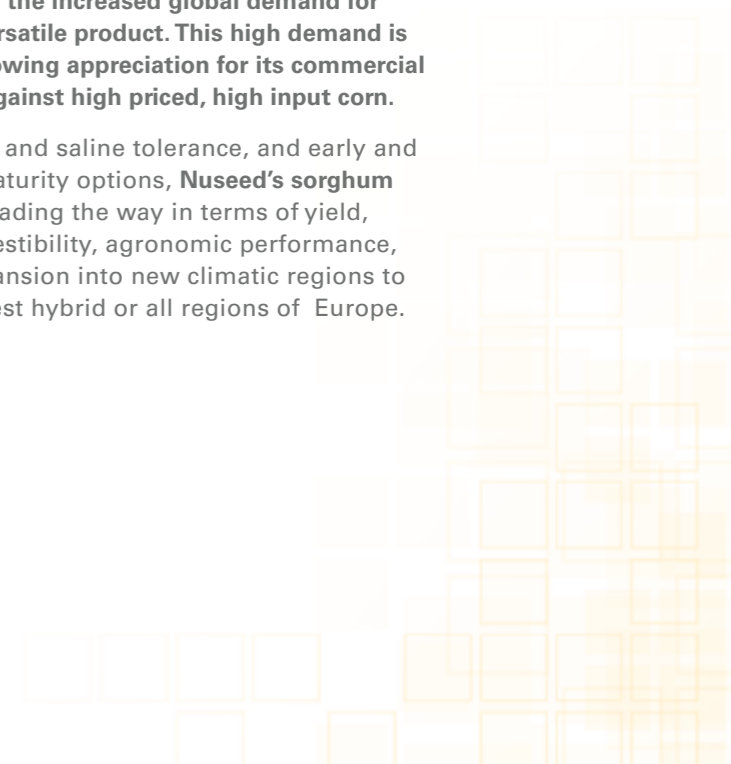 the increased global demand for
ersatile product. This high demand is
owing appreciation for its commercial
gainst high priced, high input corn.
and saline tolerance, and early and
aturity options, Nuseed's sorghum
ading the way in terms of yield,
estibility, agronomic performance,
ansion into new climatic regions to
est hybrid or all regions of Europe.